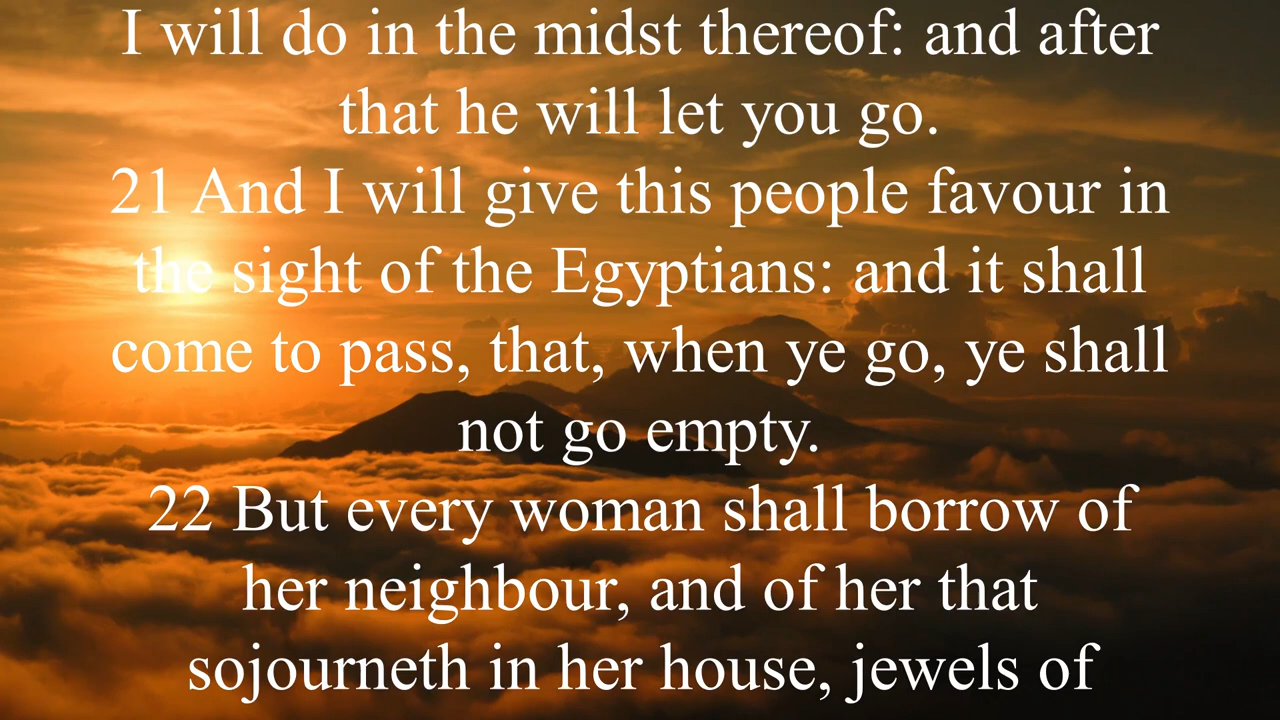 I will do in the midst thereof: and after
that he will let you go.
21 And I will give this people favour in
the sight of the Egyptians: and it shall
come to pass, that, when ye go, ye shall
not go empty.
22 But every woman shall borrow of
her neighbour, and of her that
sojourneth in her house, jewels of